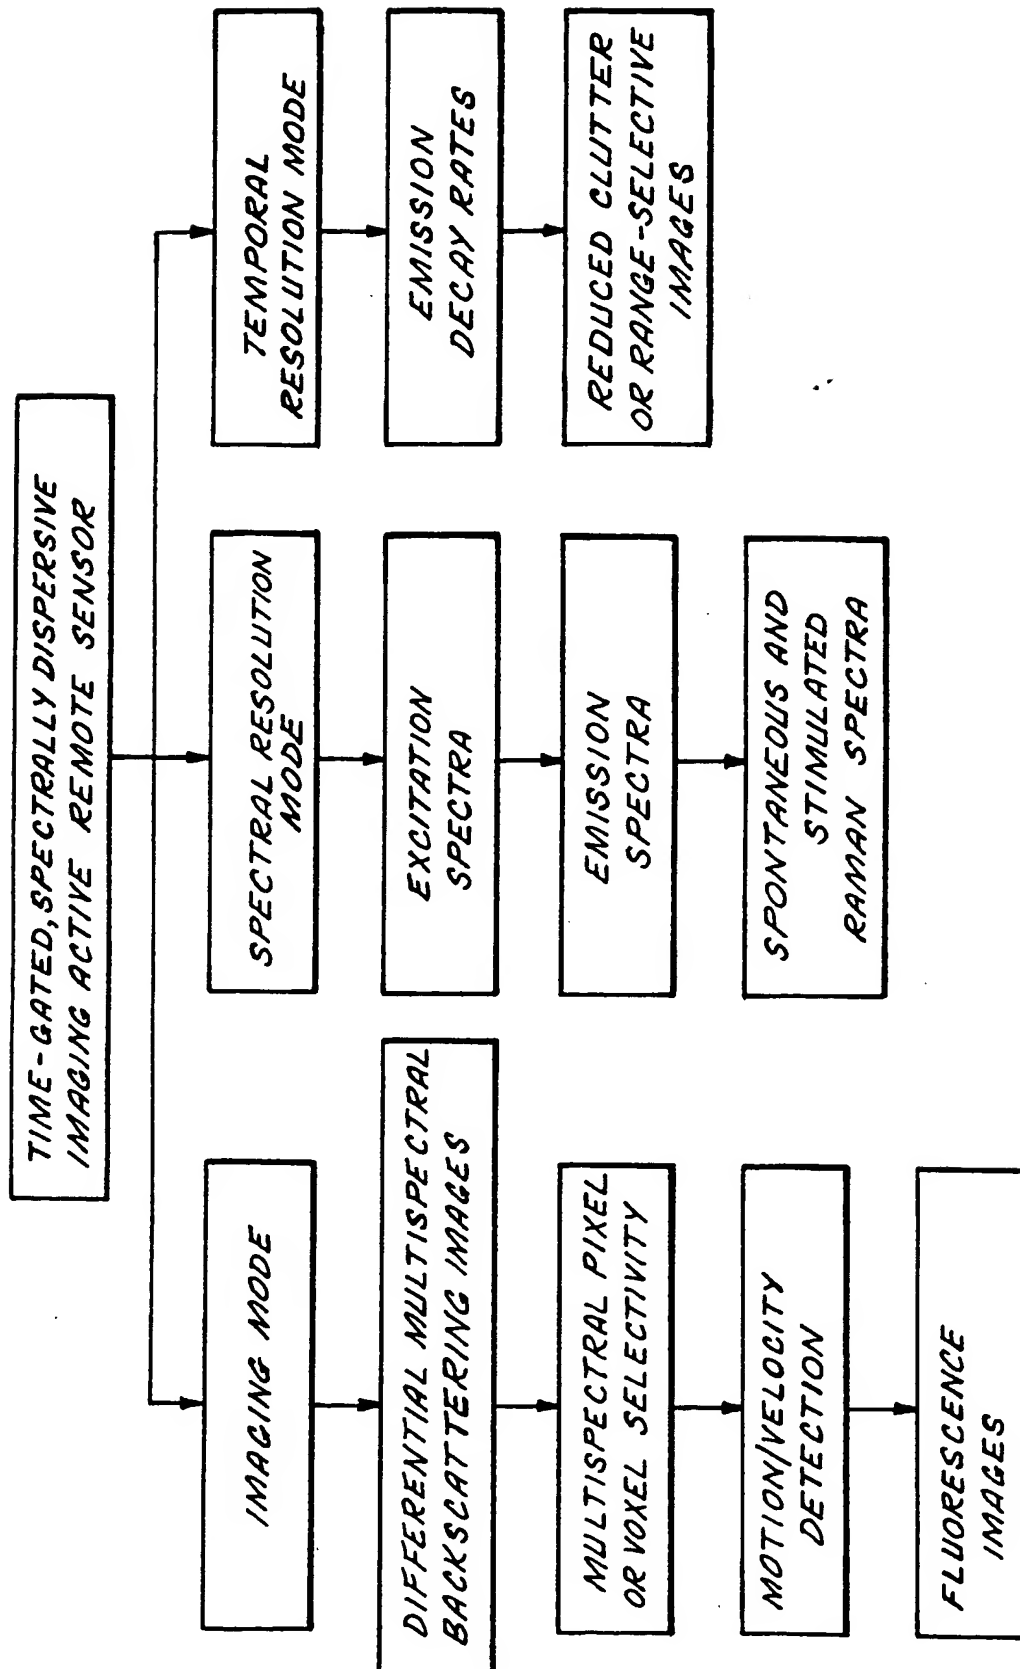 TIME-GATED, SPECTRALLY DISPERSIVE
IMAGING ACTIVE REMOTE SENSOR
IMAGING MODE
DIFFERENTIAL MULTISPECTRAL
BACKSCATTERING IMAGES
MULTISPECTRAL PIXEL
OR VOXEL SELECTIVITY
MOTION/VELOCITY
DETECTION
FLUORESCENCE
IMAGES
SPECTRAL RESOLUTION
MODE
EXCITATION
SPECTRA
EMISSION
SPECTRA
SPONTANEOUS AND
STIMULATED
RAMAN SPECTRA
TEMPORAL
RESOLUTION MODE
EMISSION
DECAY RATES
REDUCED CLUTTER
OR RANGE-SELECTIVE
IMAGES